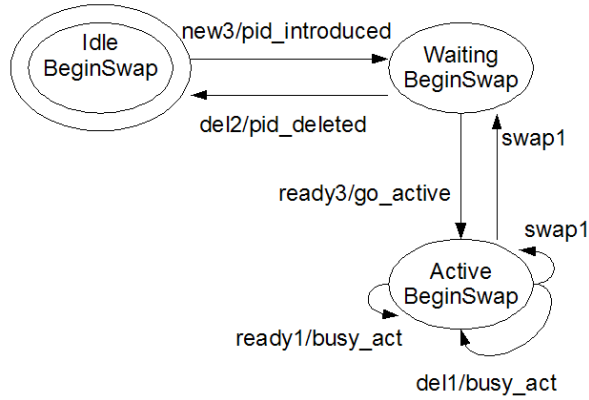 Idle
BeginSwap
new3/pid_introduced
Waiting
BeginSwap
del2/pid_deleted
swap1
ready3/go_active
swap1
Active
BeginSwap
ready1/busy_act
del1/busy_act